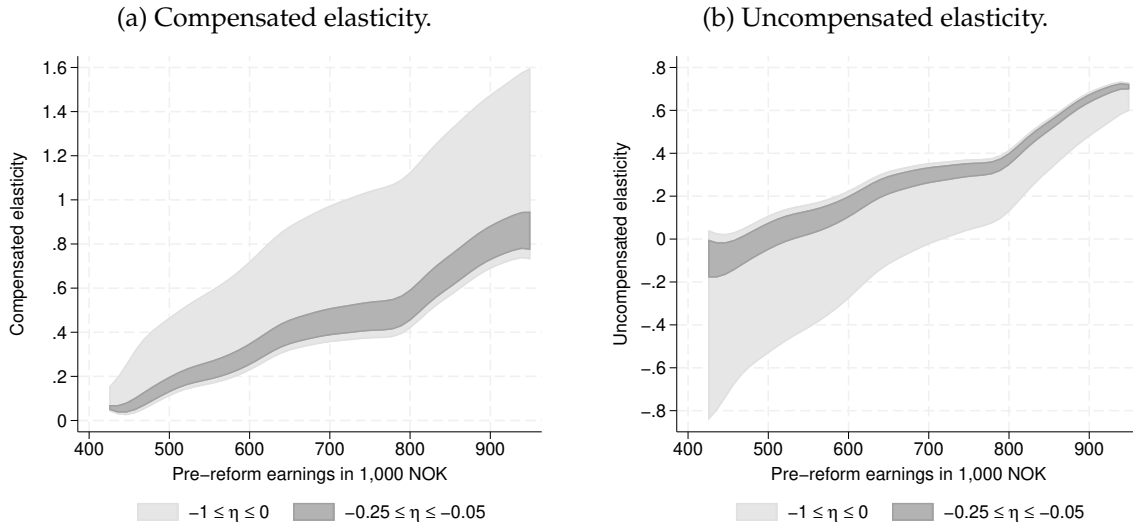 (a) Compensated elasticity.
Compensated elasticity
1.6
1.4
1.2
1
.8
.6
.4
.2
0
400 500 600 700 800 900
Pre−reform earnings in 1,000 NOK
−1 ≤ η ≤ 0 −0.25 ≤ η ≤ −0.05
(b) Uncompensated elasticity.
Uncompensated elasticity
.8
.6
.4
.2
0
−.2
−.4
−.6
−.8
400 500 600 700 800 900
Pre−reform earnings in 1,000 NOK
−1 ≤ η ≤ 0 −0.25 ≤ η ≤ −0.05